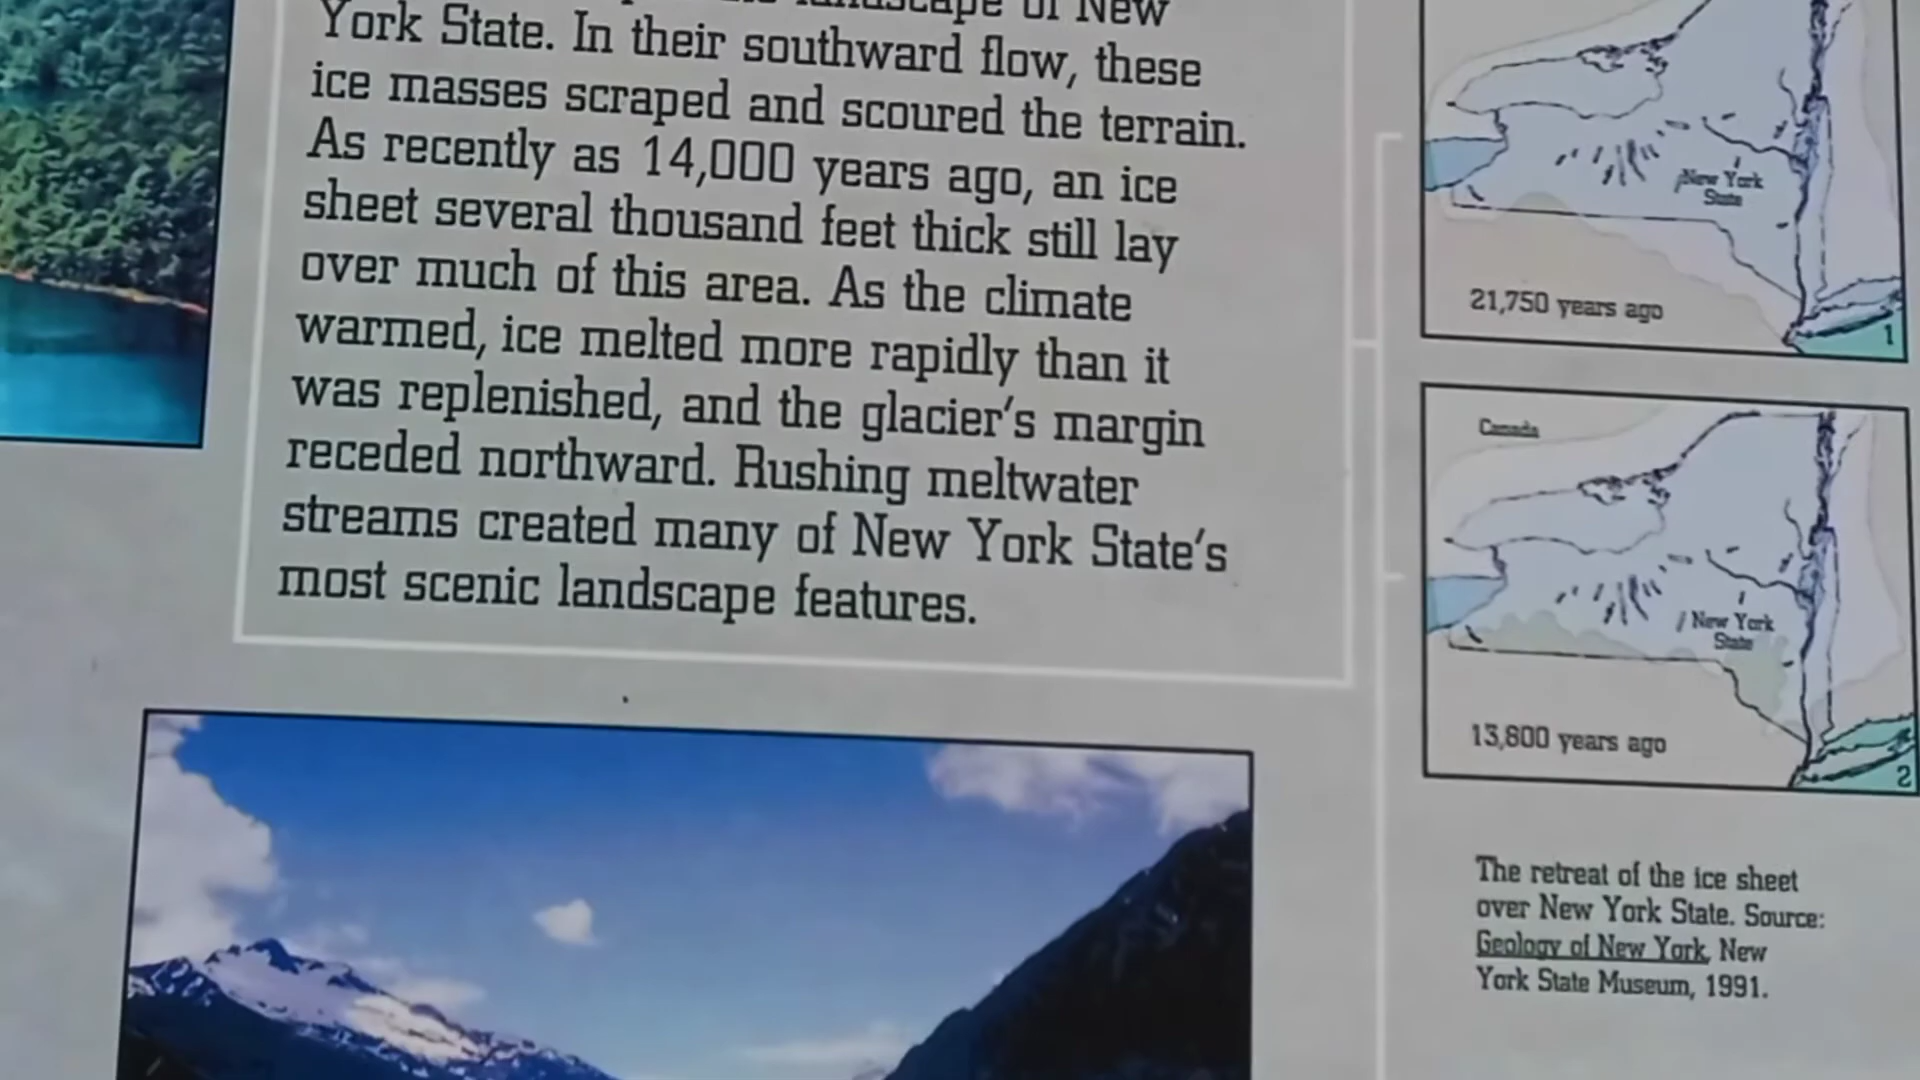 landscape of New
York State. In their southward flow, these
ice masses scraped and scoured the terrain.
As recently as 14,000 years ago, an ice
sheet several thousand feet thick still lay
over much of this area. As the climate
warmed, ice melted more rapidly than it
was replenished, and the glacier's margin
receded northward. Rushing meltwater
streams created many of New York State's
most scenic landscape features.
New York
State
21,750 years ago
1
Canada
New York
State
13,800 years ago
2
The retreat of the ice sheet
over New York State. Source:
Geology of New York, New
York State Museum, 1991.